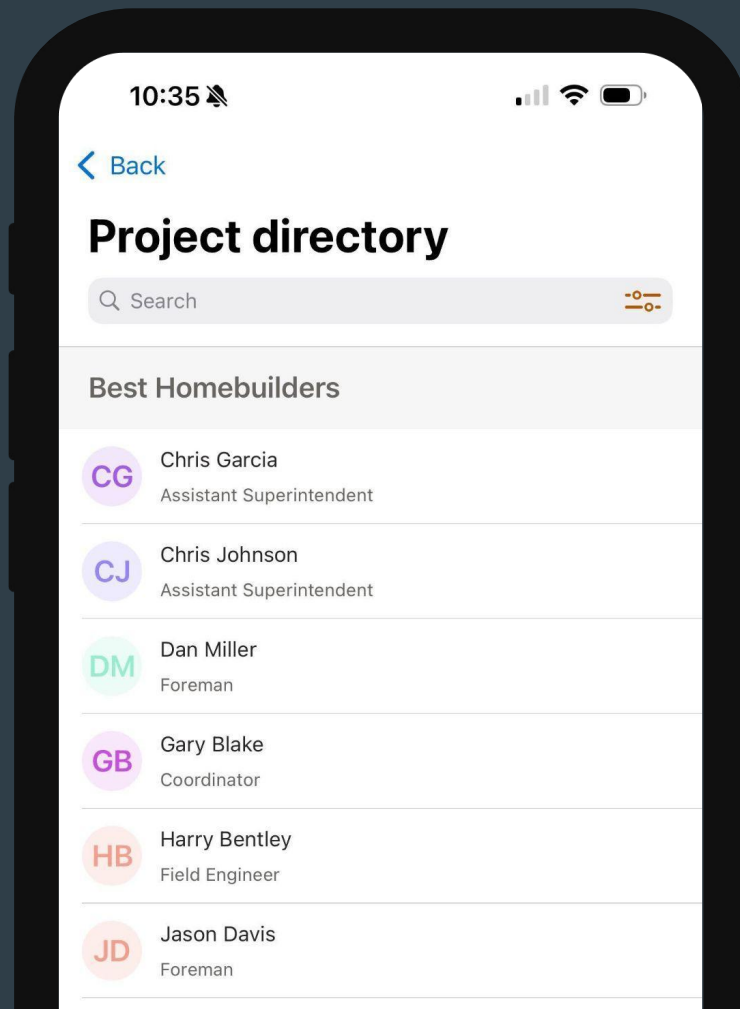 10:35
Back
Project directory
Search
Best Homebuilders
CG
Chris Garcia
Assistant Superintendent
CJ
Chris Johnson
Assistant Superintendent
DM
Dan Miller
Foreman
GB
Gary Blake
Coordinator
HB
Harry Bentley
Field Engineer
JD
Jason Davis
Foreman